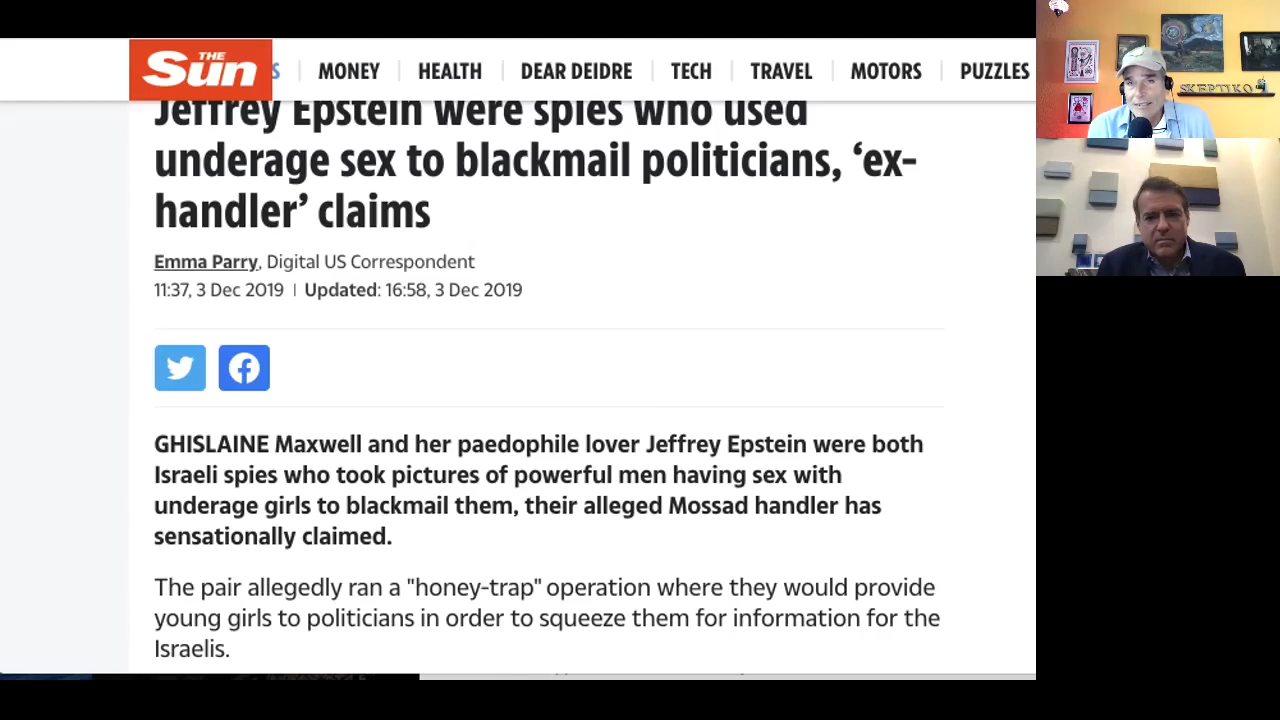 THE
Sun
S
MONEY
HEALTH
DEAR DEIDRE
TECH
TRAVEL
MOTORS
PUZZLES
Jeffrey Epstein were spies who used
underage sex to blackmail politicians, ‘ex-
handler’ claims
Emma Parry, Digital US Correspondent
11:37, 3 Dec 2019 | Updated: 16:58, 3 Dec 2019
GHISLAINE Maxwell and her paedophile lover Jeffrey Epstein were both
Israeli spies who took pictures of powerful men having sex with
underage girls to blackmail them, their alleged Mossad handler has
sensationally claimed.
The pair allegedly ran a "honey-trap" operation where they would provide
young girls to politicians in order to squeeze them for information for the
Israelis.
SKEPTIKO